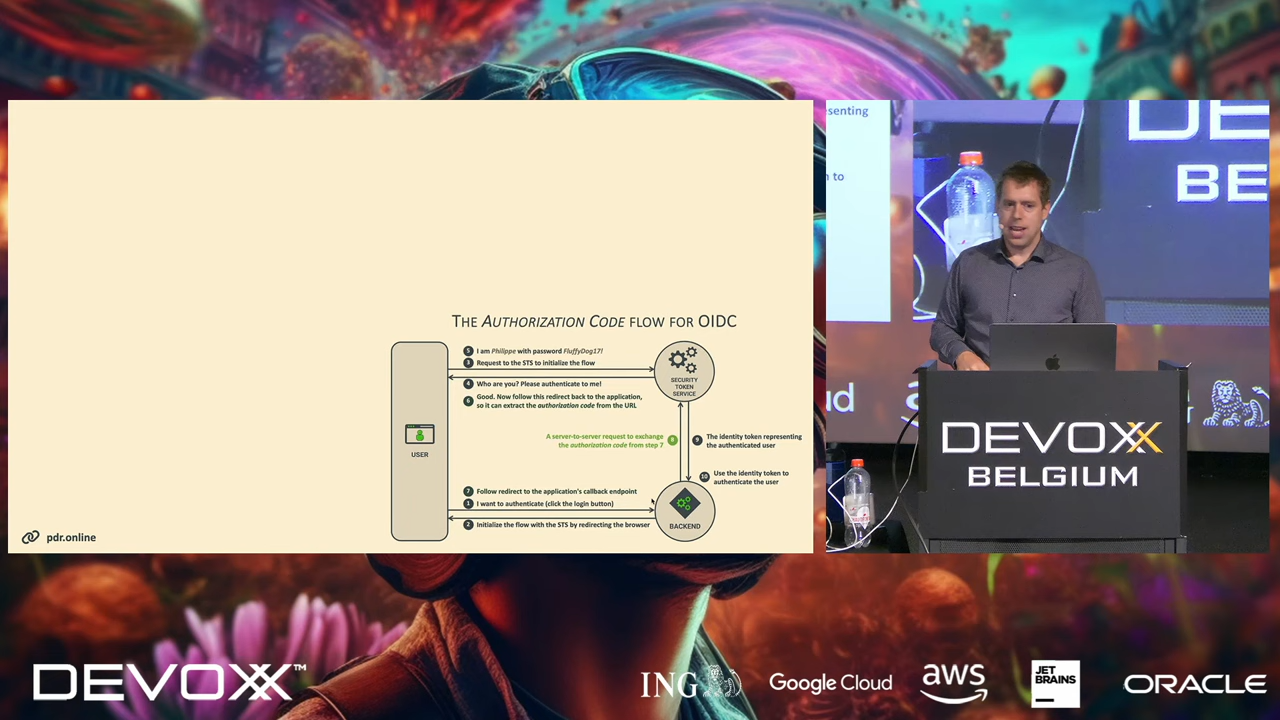 THE AUTHORIZATION CODE FLOW FOR OIDC
5 I am Philippe with password FluffyDog17!
3 Request to the STS to initialize the flow
4 Who are you? Please authenticate to me!
6 Good. Now follow this redirect back to the application,
so it can extract the authorization code from the URL
SECURITY
TOKEN
SERVICE
USER
A server-to-server request to exchange
the authorization code from step 7
8
9 The identity token representing
the authenticated user
10 Use the identity token to
authenticate the user
7 Follow redirect to the application's callback endpoint
1 I want to authenticate (click the login button)
2 Initialize the flow with the STS by redirecting the browser
BACKEND
pdr.online
senting
n to
DE
BE
ud
DEVOXX
BELGIUM
DEVOXX™
ING
Google Cloud
aws
JET
BRAINS
ORACLE